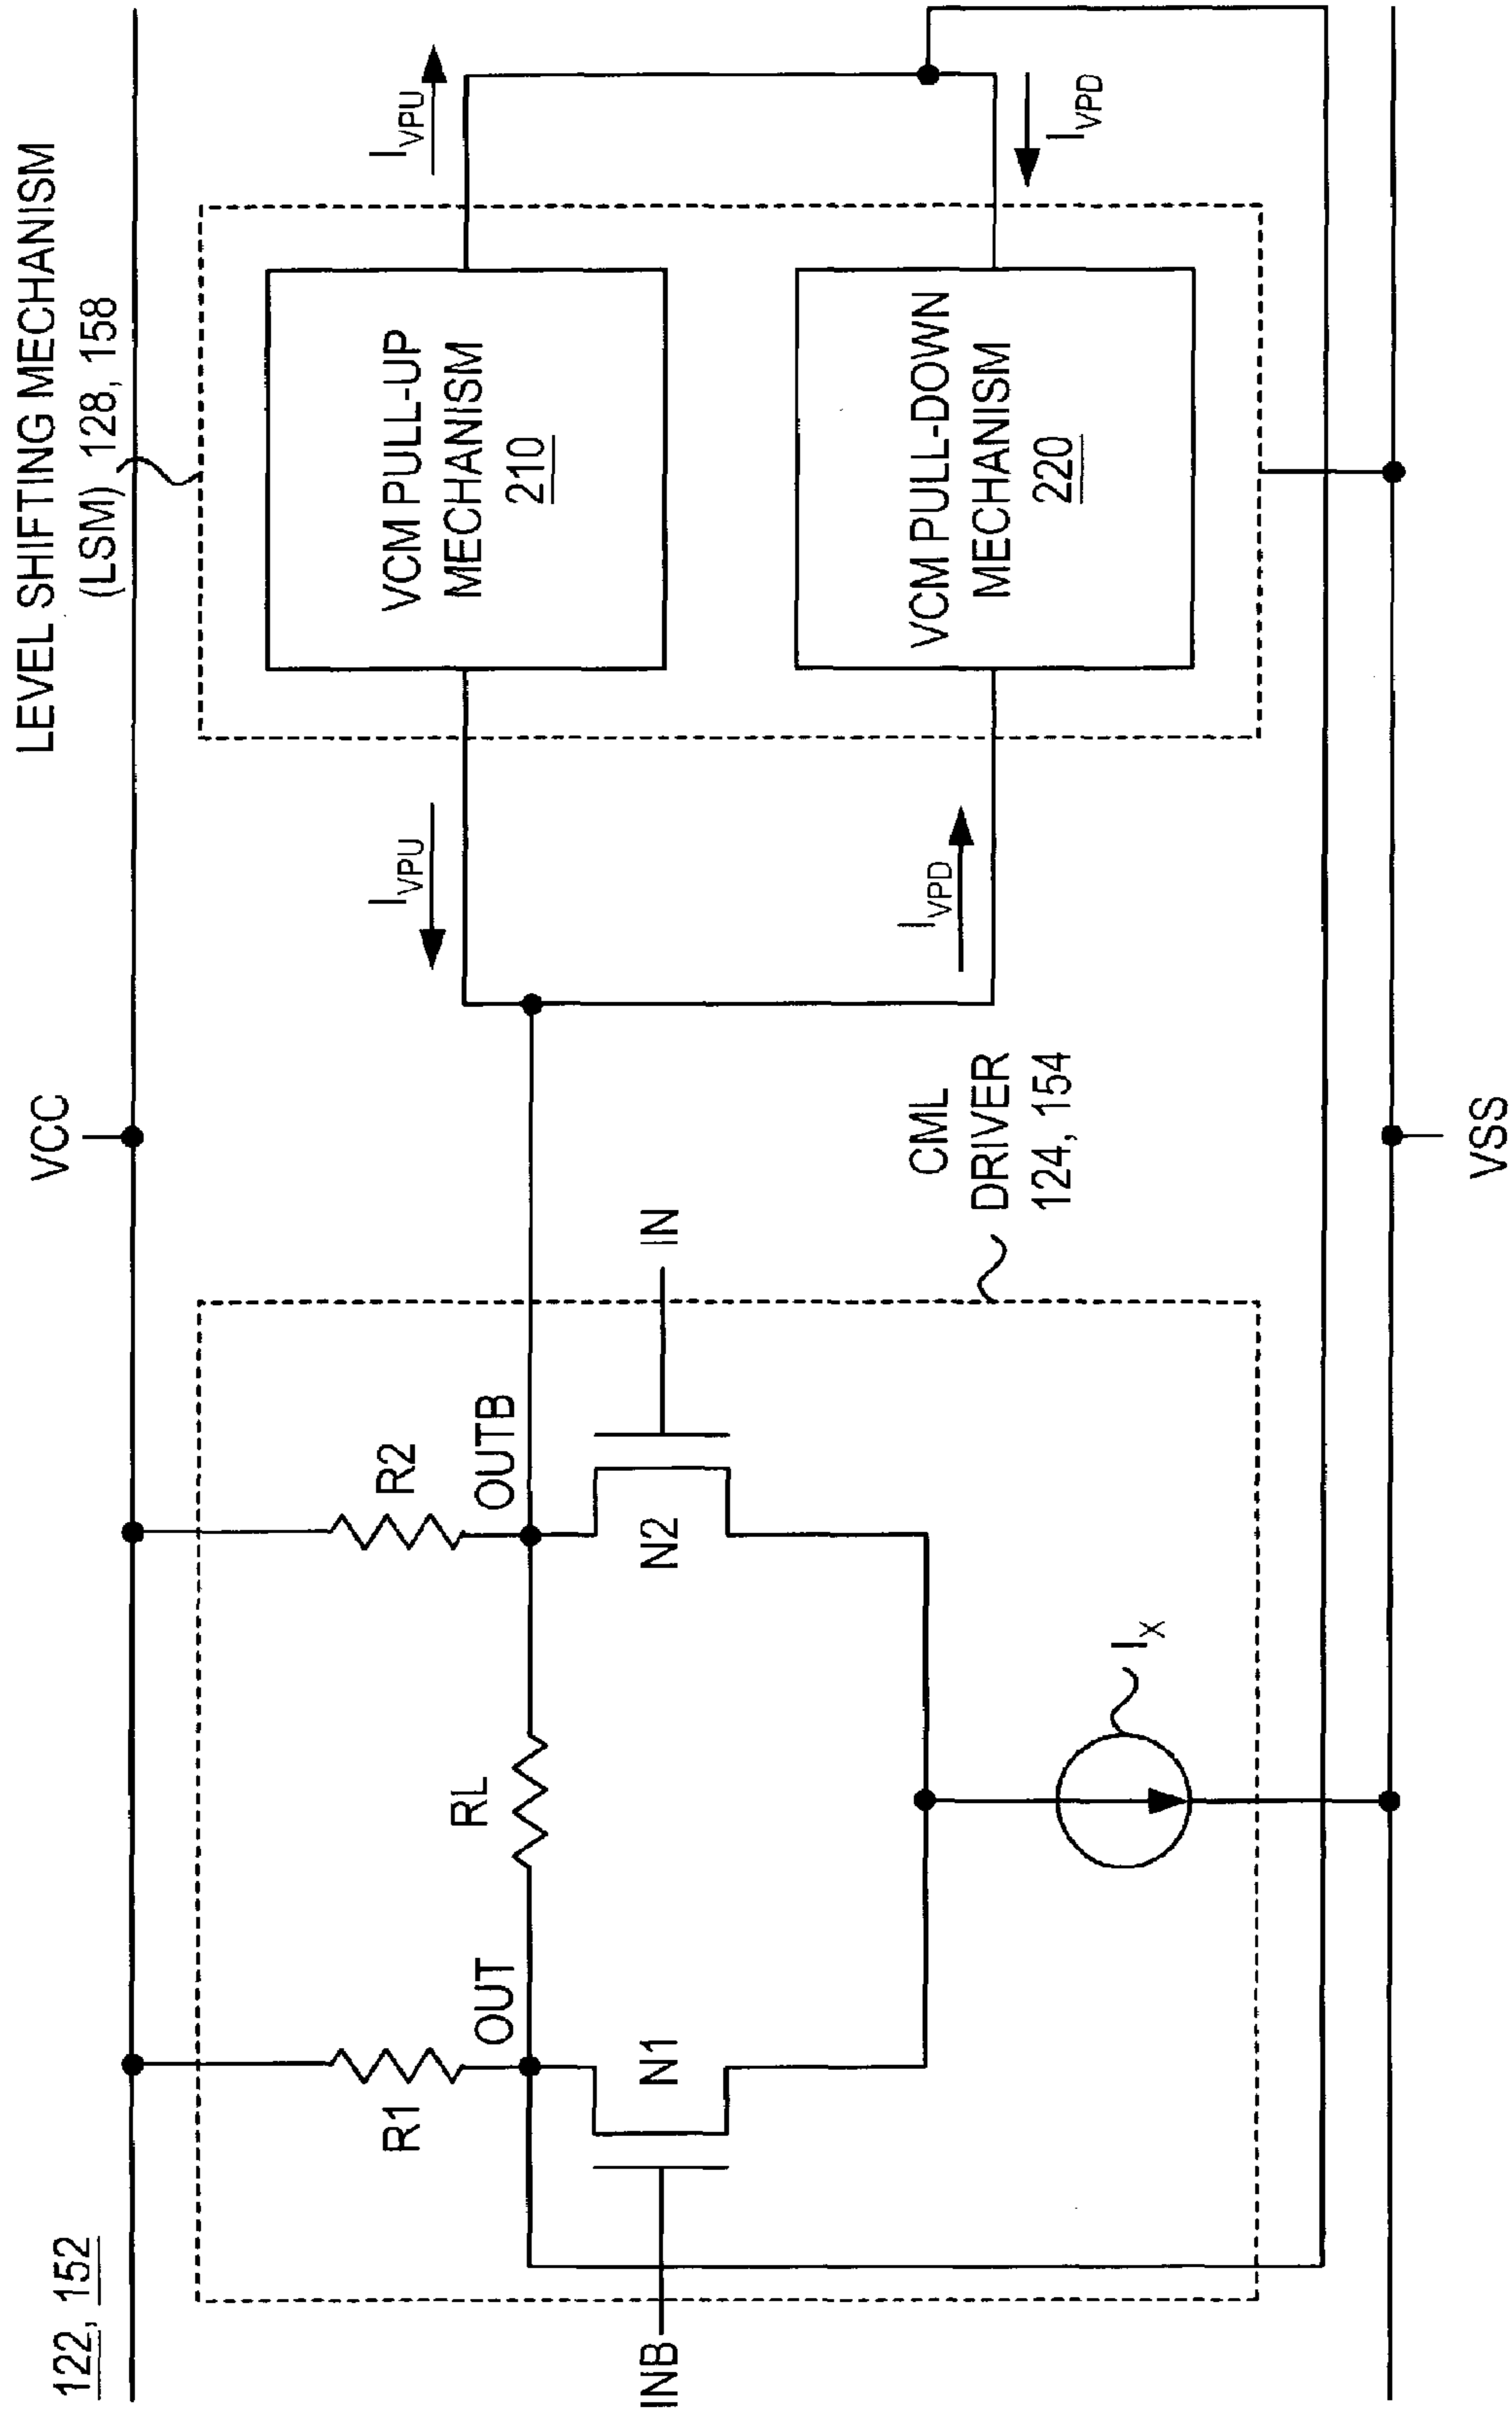 122, 152
VCC
LEVEL SHIFTING MECHANISM
(LSM) 128, 158
R1
OUT
RL
R2
OUTB
INB
N1
N2
IN
I_X
CML
DRIVER
124, 154
I_VPU
I_VPU
VCM PULL-UP
MECHANISM
210
I_VPD
VCM PULL-DOWN
MECHANISM
220
I_VPD
VSS